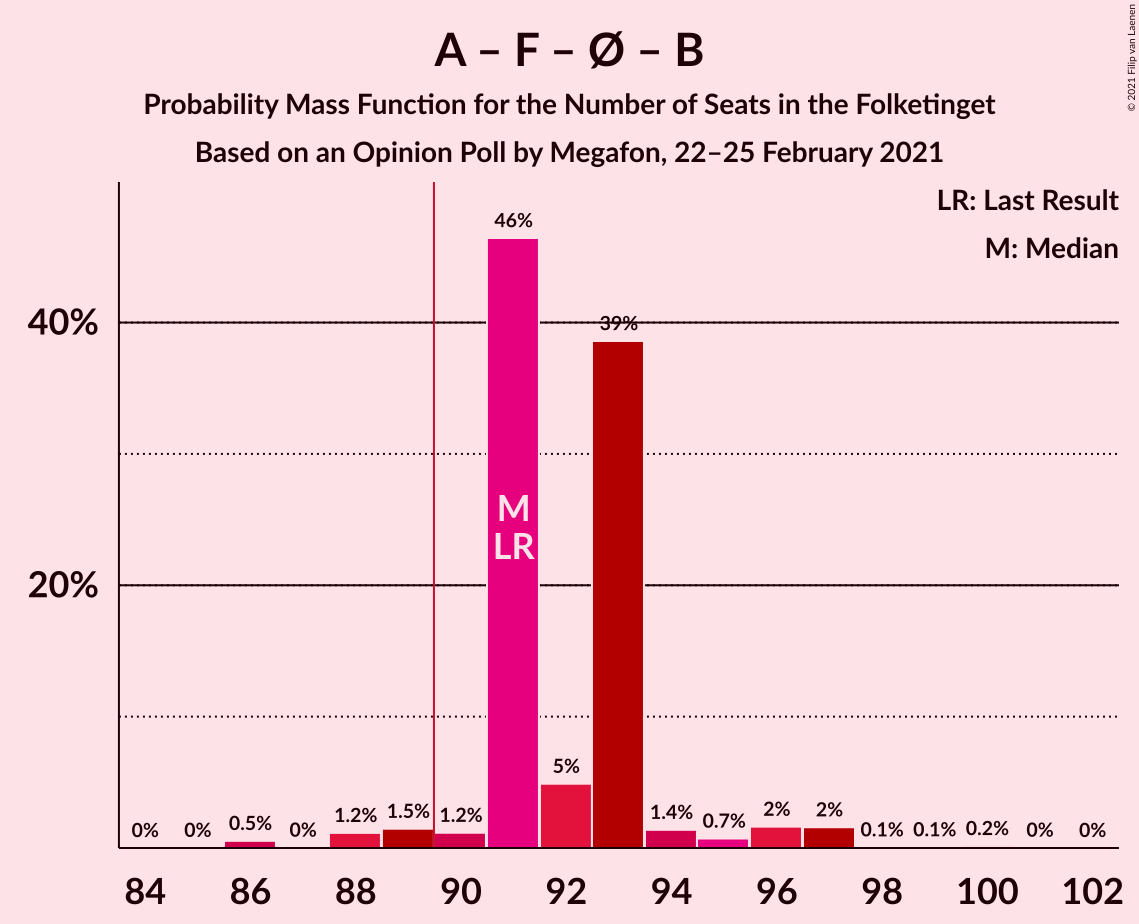 A – F – Ø – B
Probability Mass Function for the Number of Seats in the Folketinget
Based on an Opinion Poll by Megafon, 22–25 February 2021
© 2021 Filip van Laenen
LR: Last Result
M: Median
40%
20%
0% 0% 0.5% 0% 1.2% 1.5% 1.2% 46% 5% 39% 1.4% 0.7% 2% 2% 0.1% 0.1% 0.2% 0% 0%
M
LR
84 86 88 90 92 94 96 98 100 102